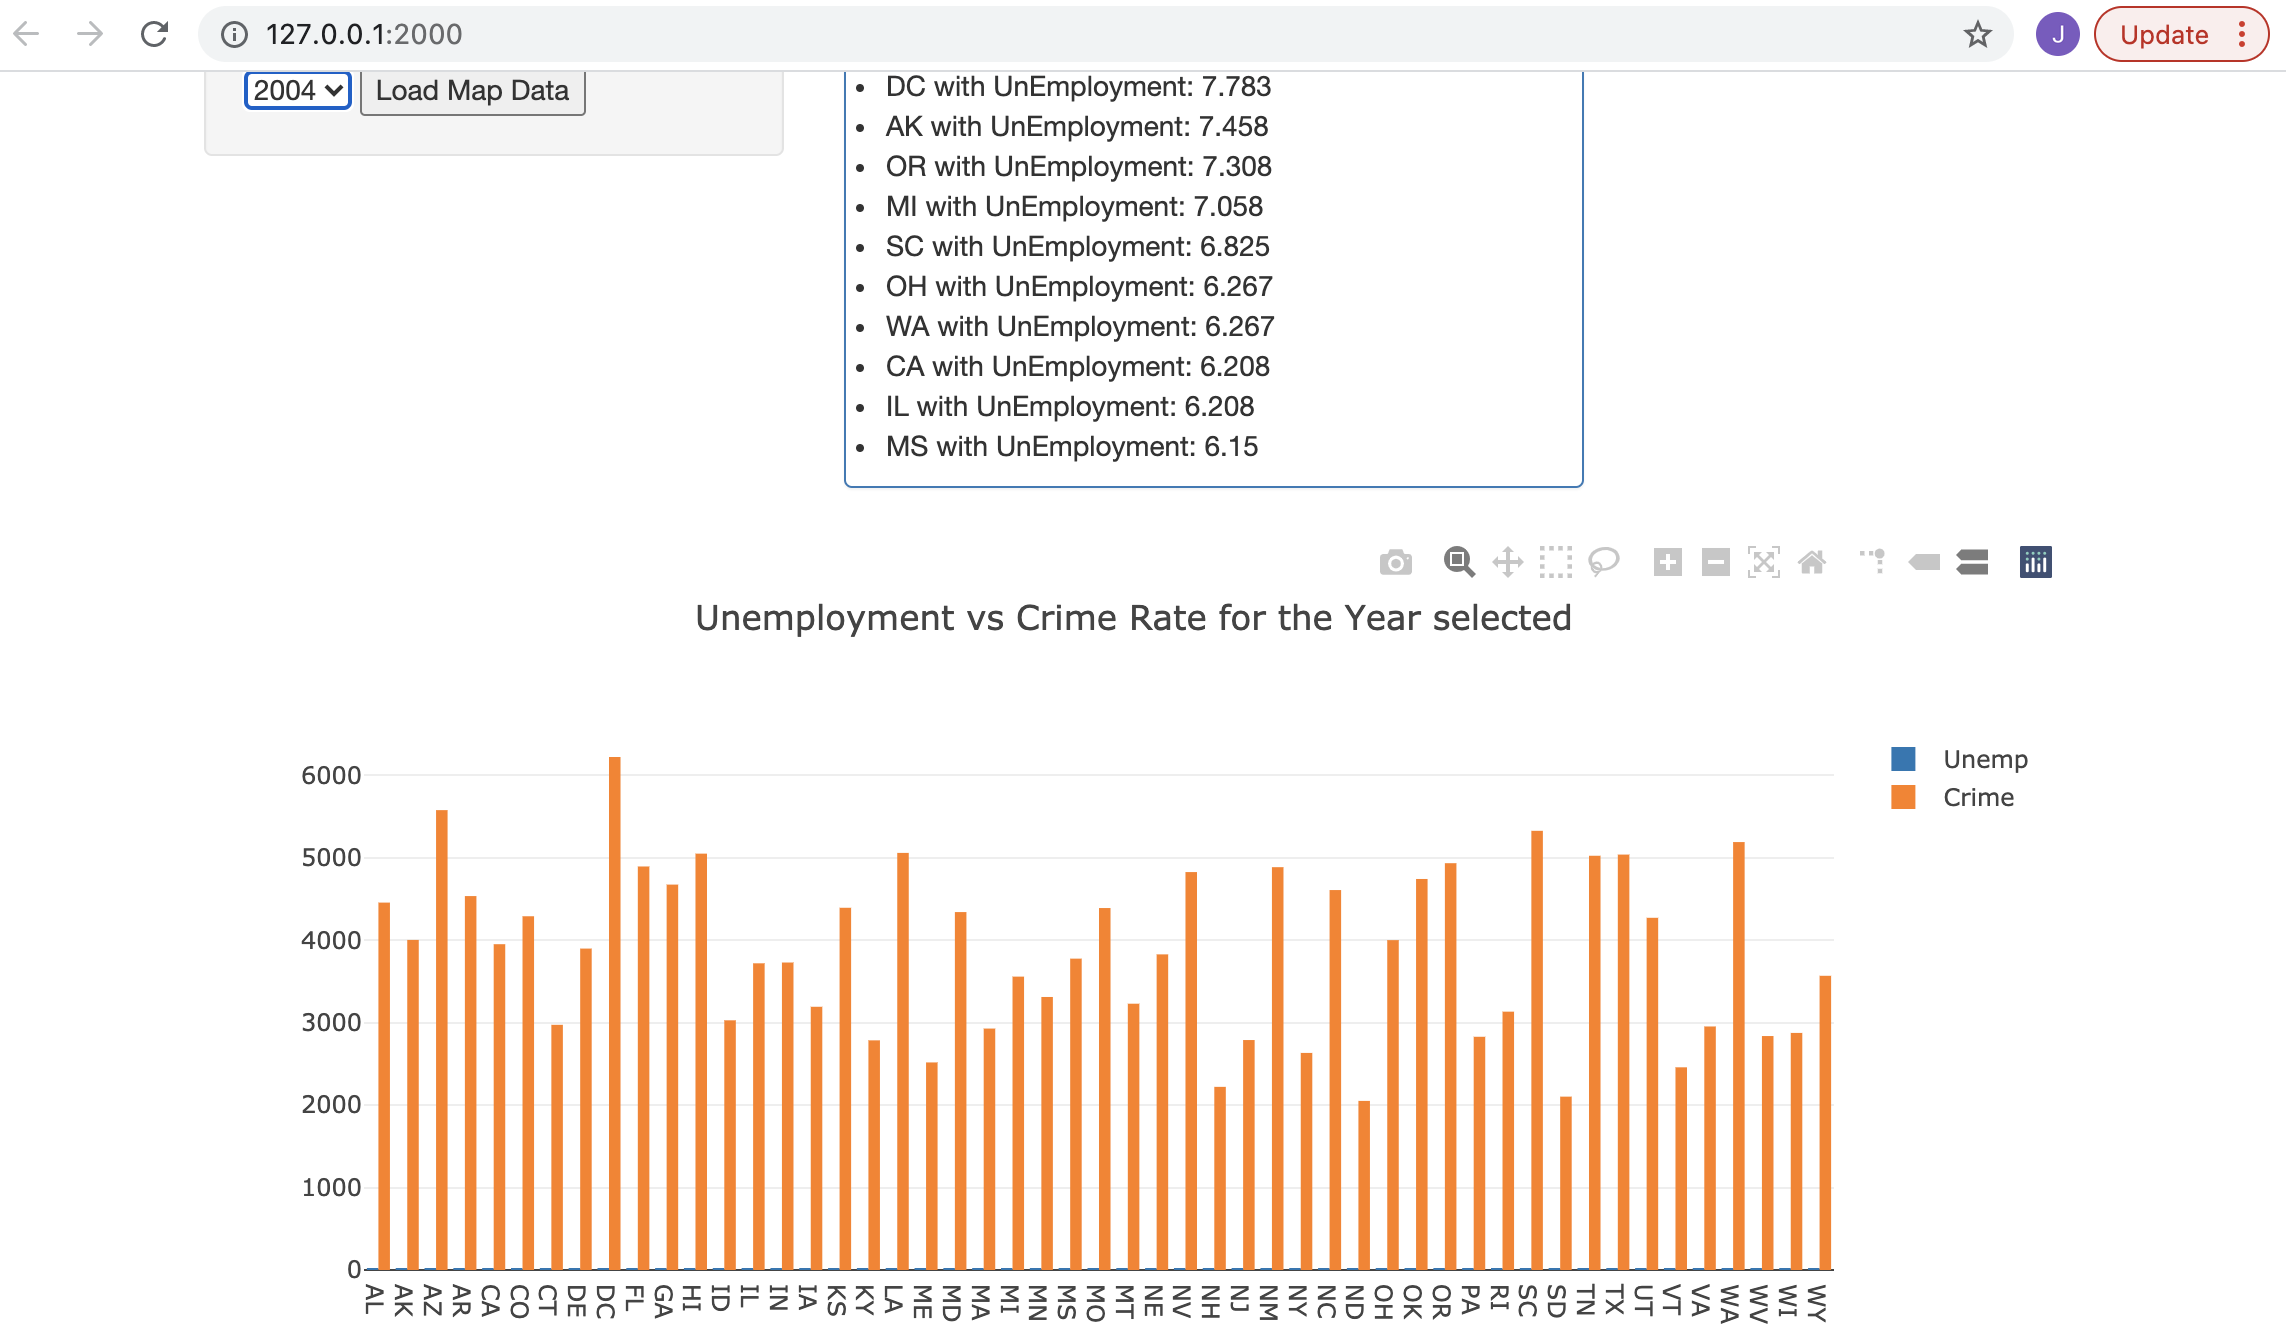 127.0.0.1:2000
J
Update
2004
Load Map Data
DC with UnEmployment: 7.783
AK with UnEmployment: 7.458
OR with UnEmployment: 7.308
MI with UnEmployment: 7.058
SC with UnEmployment: 6.825
OH with UnEmployment: 6.267
WA with UnEmployment: 6.267
CA with UnEmployment: 6.208
IL with UnEmployment: 6.208
MS with UnEmployment: 6.15
Unemployment vs Crime Rate for the Year selected
Unemp
Crime
6000
5000
4000
3000
2000
1000
0
AL AK AZ AR CA CO CT DE DC FL GA HI ID IL IN IA KS KY LA ME MD MA MI MN MS MO MT NE NV NH NJ NM NY NC ND OH OK OR PA RI SC SD TN TX UT VT VA WA WV WI WY